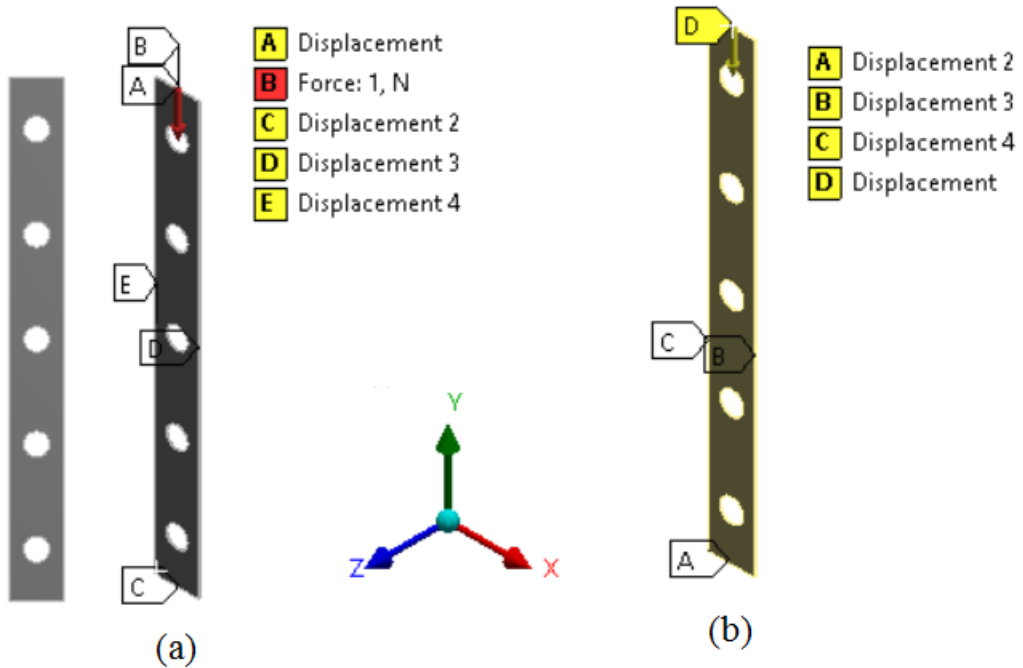 B
A
E
D
C
A Displacement
B Force: 1, N
C Displacement 2
D Displacement 3
E Displacement 4
Y
Z
X
(a)
D
C
B
A
A Displacement 2
B Displacement 3
C Displacement 4
D Displacement
(b)